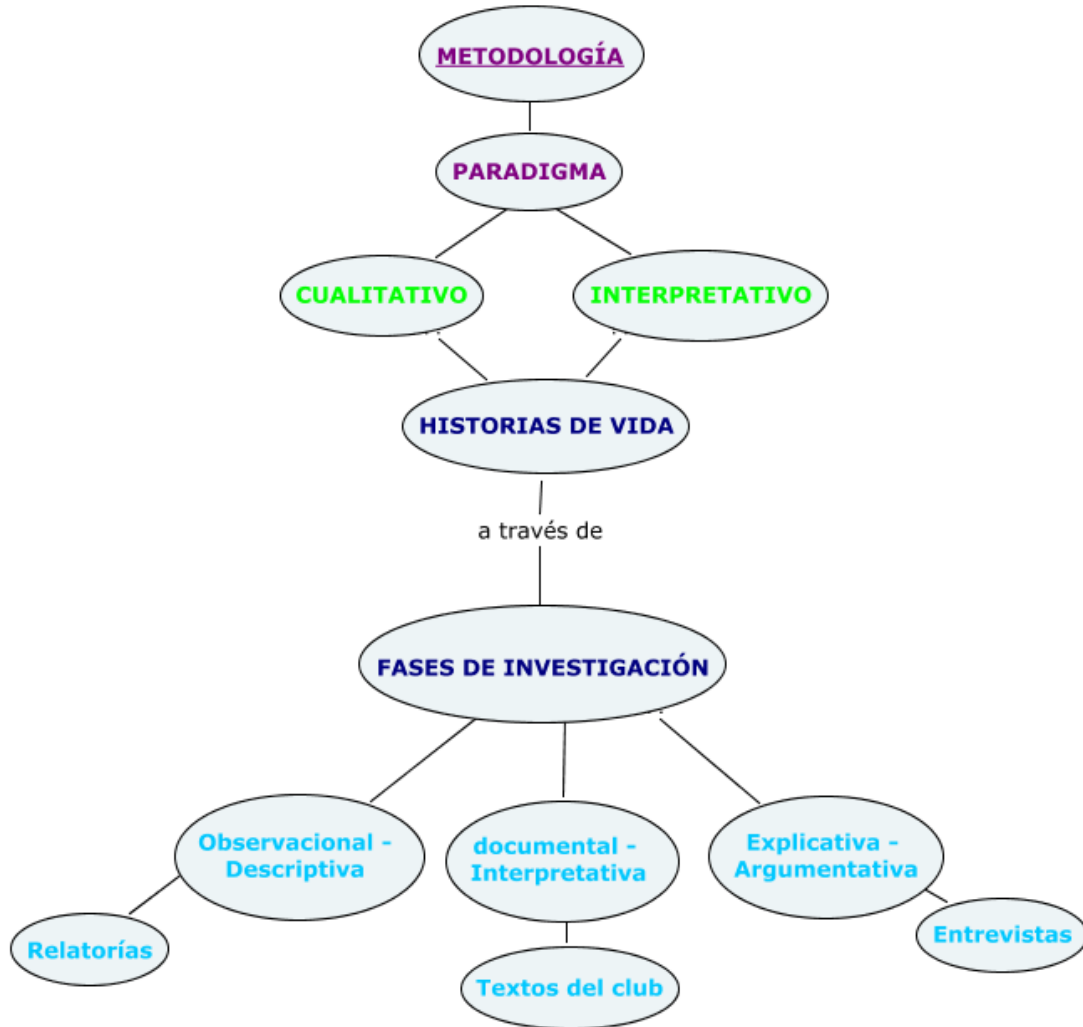 METODOLOGÍA
PARADIGMA
CUALITATIVO
INTERPRETATIVO
HISTORIAS DE VIDA
a través de
FASES DE INVESTIGACIÓN
Observacional -
Descriptiva
documental -
Interpretativa
Explicativa -
Argumentativa
Relatorías
Textos del club
Entrevistas